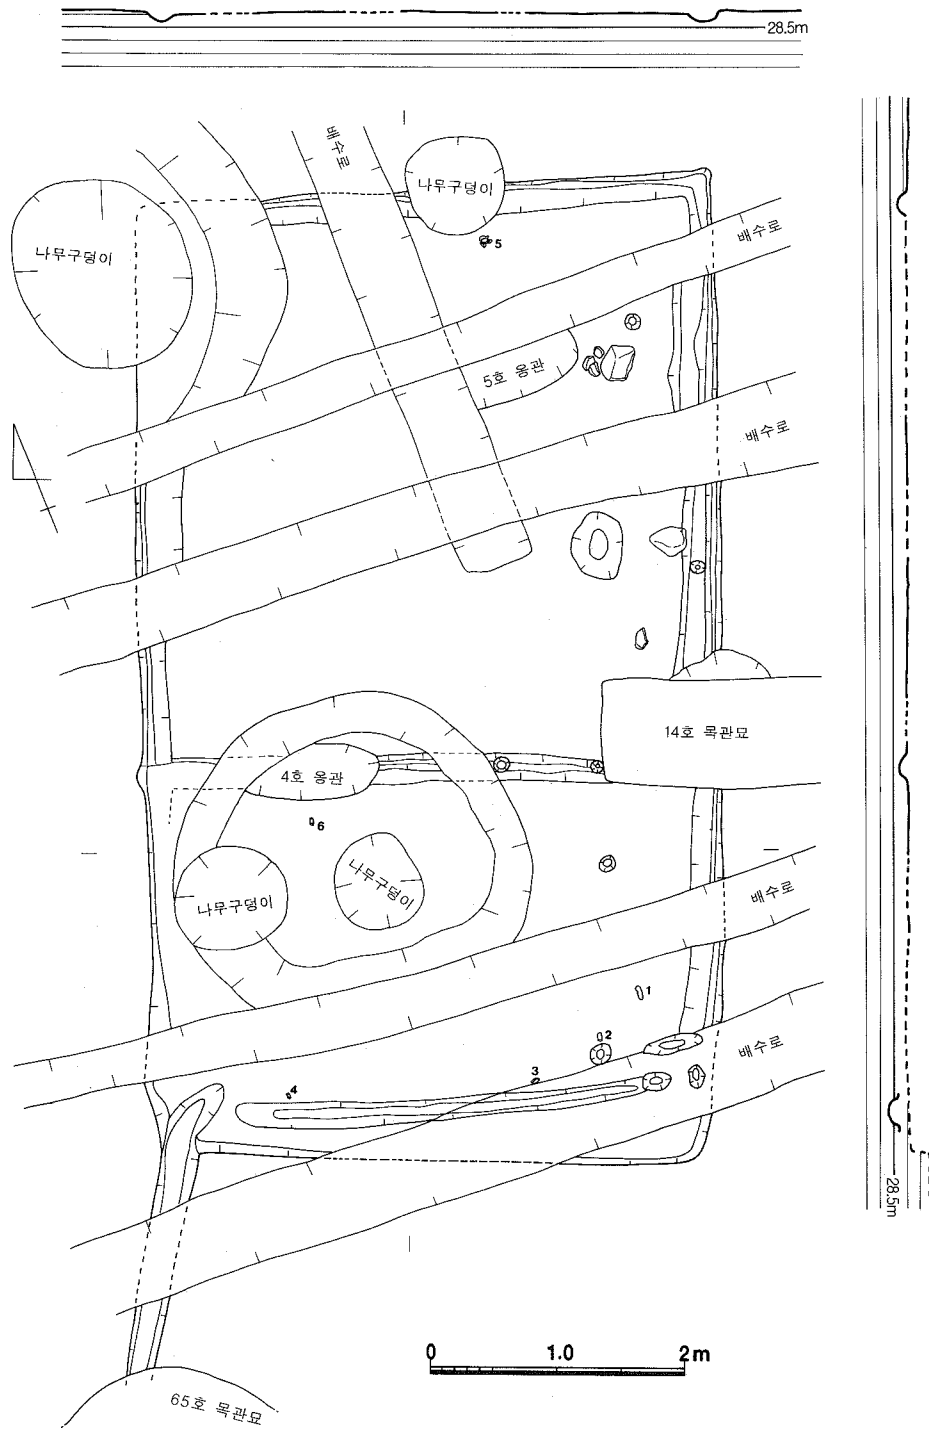 28.5m
배수로
나무구덩이
나무구덩이
5
배수로
5호 옹관
배수로
14호 목관묘
4호 옹관
6
나무구덩이
나무구덩이
배수로
1
2
배수로
3
4
28.5m
0 1.0 2m
65호 목관묘